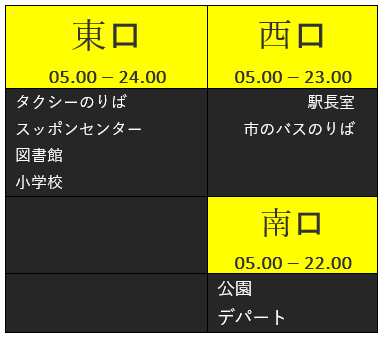 東口
05.00 – 24.00
タクシーのりば
スッポンセンター
図書館
小学校
西口
05.00 – 23.00
駅長室
市のバスのりば
南口
05.00 – 22.00
公園
デパート